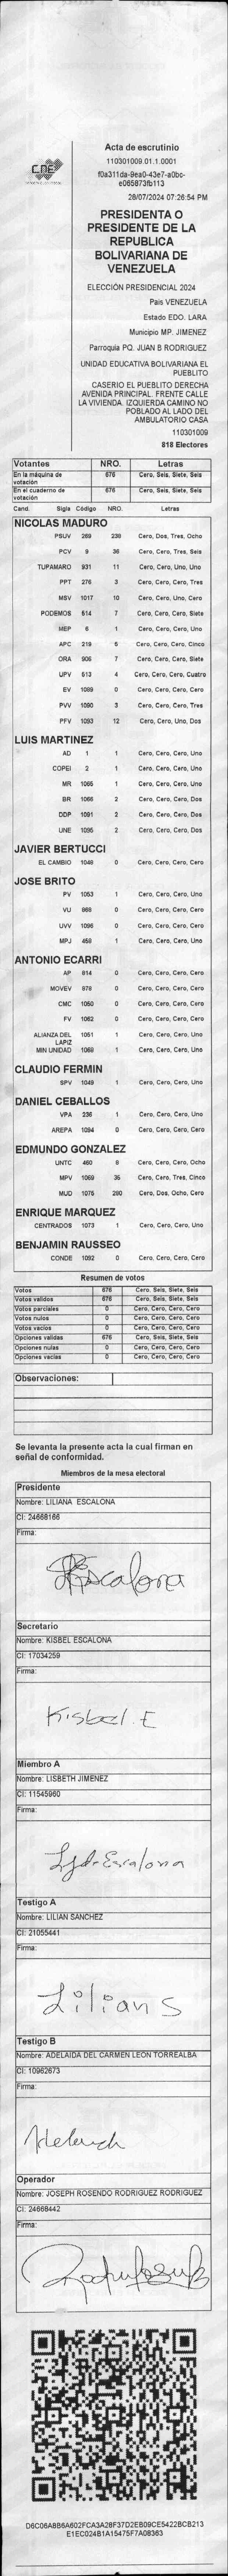 CNE
Acta de escrutinio
110301009.01.1.0001
f0a311da-9ea0-43e7-a0bc-
e065873fb113
28/07/2024 07:26:54 PM
PRESIDENTA O
PRESIDENTE DE LA
REPUBLICA
BOLIVARIANA DE
VENEZUELA
ELECCIÓN PRESIDENCIAL 2024
Pais VENEZUELA
Estado EDO. LARA
Municipio MP. JIMENEZ
Parroquia PQ. JUAN B RODRIGUEZ
UNIDAD EDUCATIVA BOLIVARIANA EL
PUEBLITO
CASERIO EL PUEBLITO DERECHA
AVENIDA PRINCIPAL. FRENTE CALLE
LA VIVIENDA. IZQUIERDA CAMINO NO
POBLADO AL LADO DEL
AMBULATORIO CASA
110301009
818 Electores
Votantes NRO. Letras
En la máquina de votación 676 Cero, Seis, Siete, Seis
En el cuaderno de votación 676 Cero, Seis, Siete, Seis
Cand. Sigla Código NRO. Letras
NICOLAS MADURO
PSUV 269 238 Cero, Dos, Tres, Ocho
PCV 9 36 Cero, Cero, Tres, Seis
TUPAMARO 931 11 Cero, Cero, Uno, Uno
PPT 276 3 Cero, Cero, Cero, Tres
MSV 1017 10 Cero, Cero, Uno, Cero
PODEMOS 614 7 Cero, Cero, Cero, Siete
MEP 6 1 Cero, Cero, Cero, Uno
APC 219 5 Cero, Cero, Cero, Cinco
ORA 906 7 Cero, Cero, Cero, Siete
UPV 513 4 Cero, Cero, Cero, Cuatro
EV 1089 0 Cero, Cero, Cero, Cero
PVV 1090 3 Cero, Cero, Cero, Tres
PFV 1093 12 Cero, Cero, Uno, Dos
LUIS MARTINEZ
AD 1 1 Cero, Cero, Cero, Uno
COPEI 2 1 Cero, Cero, Cero, Uno
MR 1065 1 Cero, Cero, Cero, Uno
BR 1066 2 Cero, Cero, Cero, Dos
DDP 1091 2 Cero, Cero, Cero, Dos
UNE 1095 2 Cero, Cero, Cero, Dos
JAVIER BERTUCCI
EL CAMBIO 1046 0 Cero, Cero, Cero, Cero
JOSE BRITO
PV 1053 1 Cero, Cero, Cero, Uno
VU 866 0 Cero, Cero, Cero, Cero
UVV 1096 0 Cero, Cero, Cero, Cero
MPJ 458 1 Cero, Cero, Cero, Uno
ANTONIO ECARRI
AP 814 0 Cero, Cero, Cero, Cero
MOVEV 978 0 Cero, Cero, Cero, Cero
CMC 1050 0 Cero, Cero, Cero, Cero
FV 1062 0 Cero, Cero, Cero, Cero
ALIANZA DEL LAPIZ 1051 1 Cero, Cero, Cero, Uno
MIN UNIDAD 1068 1 Cero, Cero, Cero, Uno
CLAUDIO FERMIN
SPV 1049 1 Cero, Cero, Cero, Uno
DANIEL CEBALLOS
VPA 236 1 Cero, Cero, Cero, Uno
AREPA 1094 0 Cero, Cero, Cero, Cero
EDMUNDO GONZALEZ
UNTC 460 8 Cero, Cero, Cero, Ocho
MPV 1069 35 Cero, Cero, Tres, Cinco
MUD 1075 280 Cero, Dos, Ocho, Cero
ENRIQUE MARQUEZ
CENTRADOS 1073 1 Cero, Cero, Cero, Uno
BENJAMIN RAUSSEO
CONDE 1092 0 Cero, Cero, Cero, Cero
Resumen de votos
Votos 676 Cero, Seis, Siete, Seis
Votos validos 676 Cero, Seis, Siete, Seis
Votos parciales 0 Cero, Cero, Cero, Cero
Votos nulos 0 Cero, Cero, Cero, Cero
Votos vacíos 0 Cero, Cero, Cero, Cero
Opciones validas 676 Cero, Seis, Siete, Seis
Opciones nulas 0 Cero, Cero, Cero, Cero
Opciones vacías 0 Cero, Cero, Cero, Cero
Observaciones:
Se levanta la presente acta la cual firman en
señal de conformidad.
Miembros de la mesa electoral
Presidente
Nombre: LILIANA ESCALONA
CI: 24668166
Firma:
Escalona
Secretario
Nombre: KISBEL ESCALONA
CI: 17034259
Firma:
Kisbel. E
Miembro A
Nombre: LISBETH JIMENEZ
CI: 11545960
Firma:
Escalona
Testigo A
Nombre: LILIAN SANCHEZ
CI: 21055441
Firma:
Lilian S
Testigo B
Nombre: ADELAIDA DEL CARMEN LEON TORREALBA
CI: 10962673
Firma:
Operador
Nombre: JOSEPH ROSENDO RODRIGUEZ RODRIGUEZ
CI: 24668442
Firma:
D6C08A8B6A602FCA3A28F37D2EB09CE5422BCB213
E1EC024B1A15475F7A08363